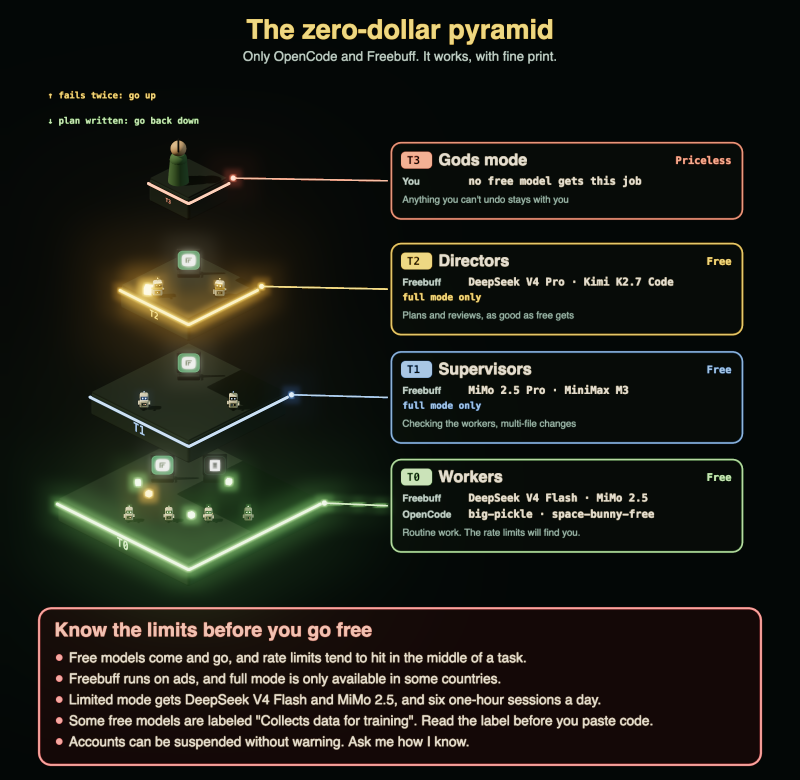 The zero-dollar pyramid
Only OpenCode and Freebuff. It works, with fine print.
↑ fails twice: go up
↓ plan written: go back down
T3 Gods mode Priceless
You no free model gets this job
Anything you can't undo stays with you
T3
T2 Directors Free
Freebuff DeepSeek V4 Pro · Kimi K2.7 Code
full mode only
Plans and reviews, as good as free gets
T2
T1 Supervisors Free
Freebuff MiMo 2.5 Pro · MiniMax M3
full mode only
Checking the workers, multi-file changes
T1
T0 Workers Free
Freebuff DeepSeek V4 Flash · MiMo 2.5
OpenCode big-pickle · space-bunny-free
Routine work. The rate limits will find you.
T0
Know the limits before you go free
• Free models come and go, and rate limits tend to hit in the middle of a task.
• Freebuff runs on ads, and full mode is only available in some countries.
• Limited mode gets DeepSeek V4 Flash and MiMo 2.5, and six one-hour sessions a day.
• Some free models are labeled "Collects data for training". Read the label before you paste code.
• Accounts can be suspended without warning. Ask me how I know.